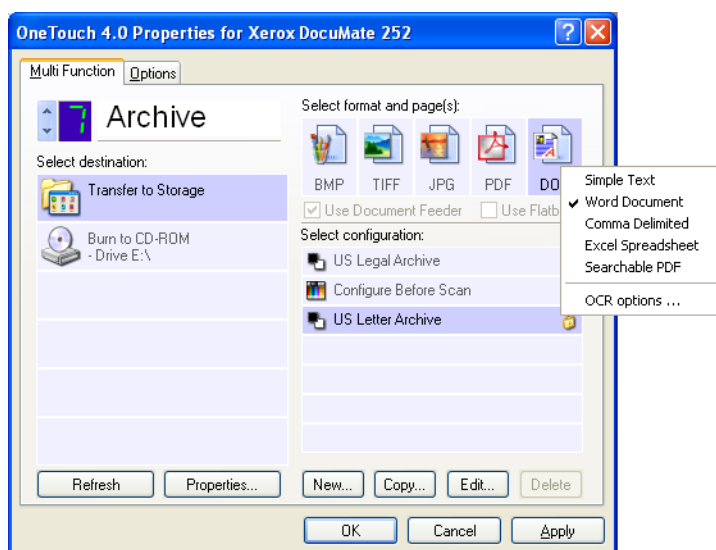 OneTouch 4.0 Properties for Xerox DocuMate 252
Multi Function
Options
7 Archive
Select destination:
Transfer to Storage
Burn to CD-ROM
- Drive E:\
Refresh
Properties...
Select format and page(s):
BMP TIFF JPG PDF DO
Use Document Feeder
Use Flatb
Select configuration:
US Legal Archive
Configure Before Scan
US Letter Archive
New...
Copy...
Edit...
Delete
Simple Text
Word Document
Comma Delimited
Excel Spreadsheet
Searchable PDF
OCR options ...
OK
Cancel
Apply